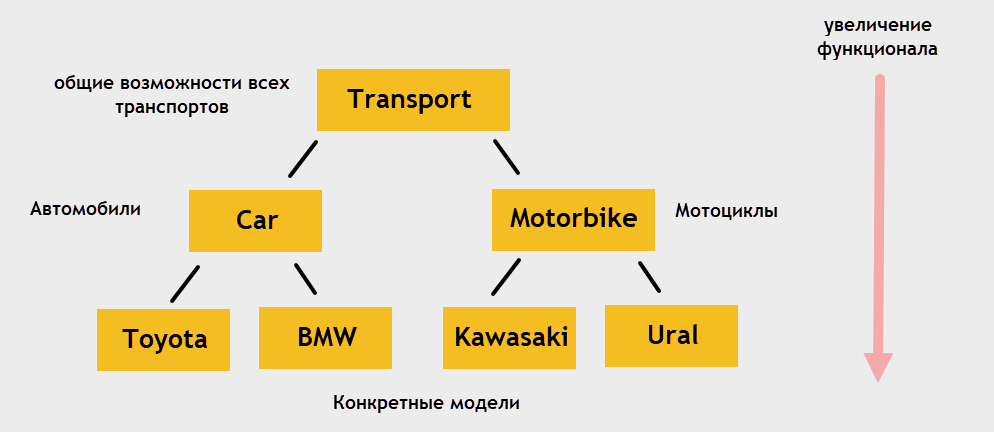 увеличение
функционала
общие возможности всех
транспортов
Transport
Автомобили
Car
Motorbike
Мотоциклы
Toyota
BMW
Kawasaki
Ural
Конкретные модели